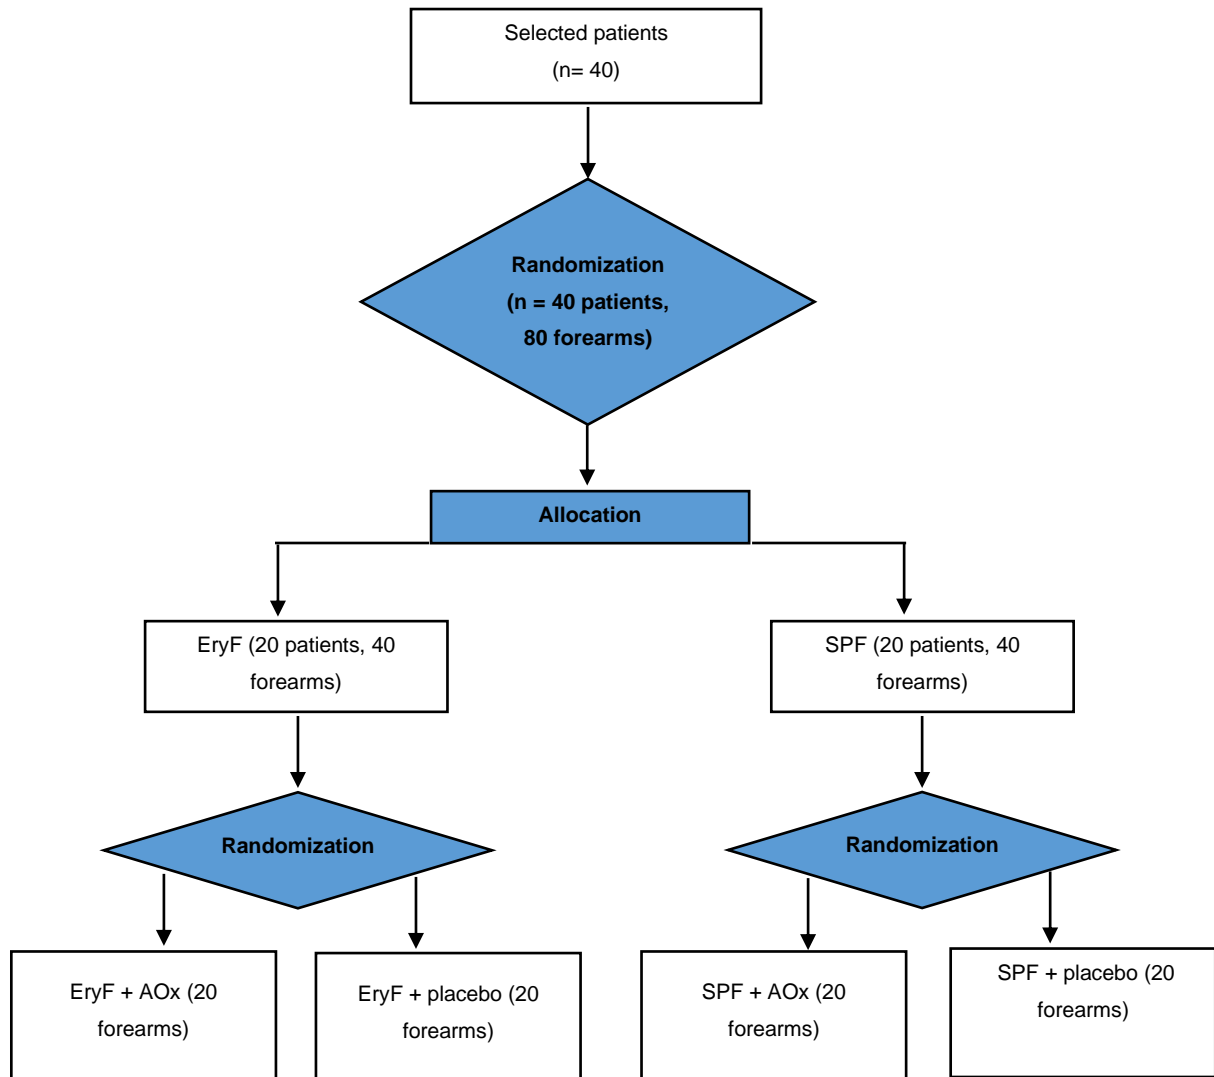 Selected patients
(n= 40)
Randomization
(n = 40 patients,
80 forearms)
Allocation
EryF (20 patients, 40
forearms)
SPF (20 patients, 40
forearms)
Randomization
Randomization
EryF + AOx (20
forearms)
EryF + placebo (20
forearms)
SPF + AOx (20
forearms)
SPF + placebo (20
forearms)